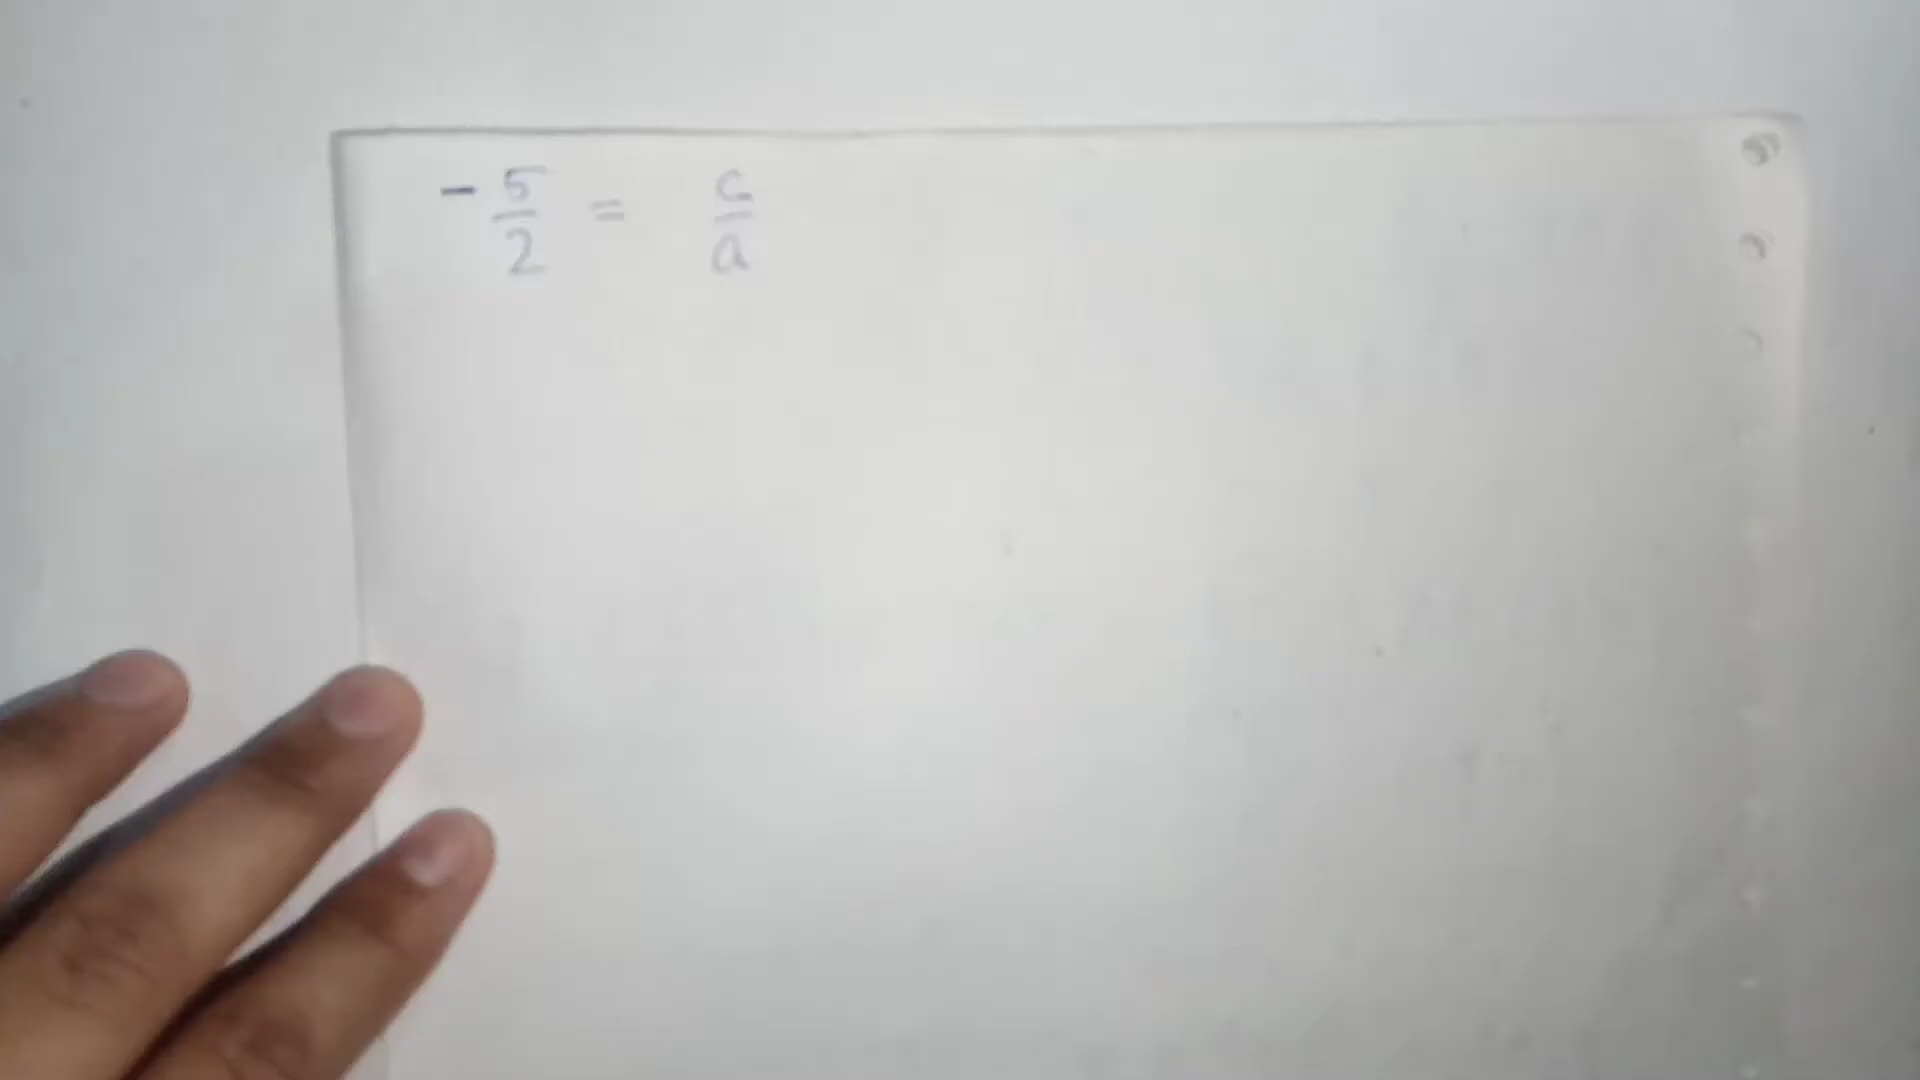 - 5/2 = c/a